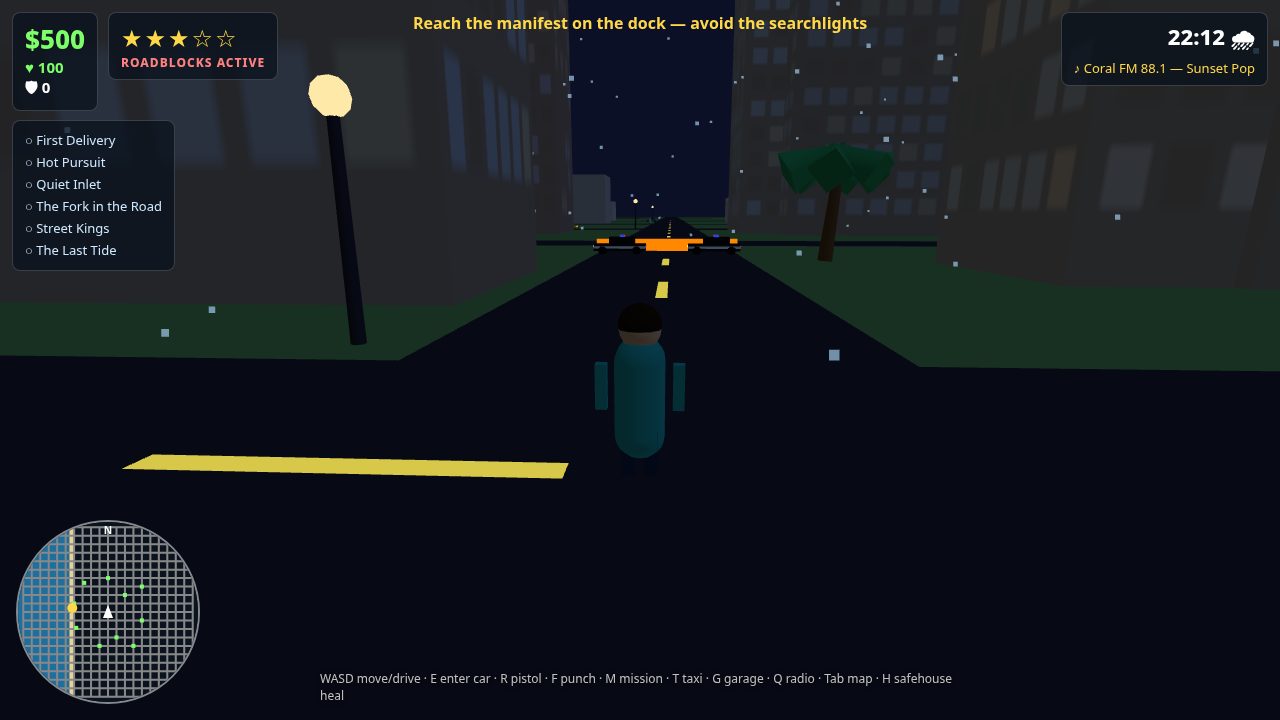 Reach the manifest on the dock — avoid the searchlights
$500
♥ 100
🛡 0
★★★☆☆
ROADBLOCKS ACTIVE
22:12 🌧
♪ Coral FM 88.1 — Sunset Pop
○ First Delivery
○ Hot Pursuit
○ Quiet Inlet
○ The Fork in the Road
○ Street Kings
○ The Last Tide
N
WASD move/drive · E enter car · R pistol · F punch · M mission · T taxi · G garage · Q radio · Tab map · H safehouse
heal